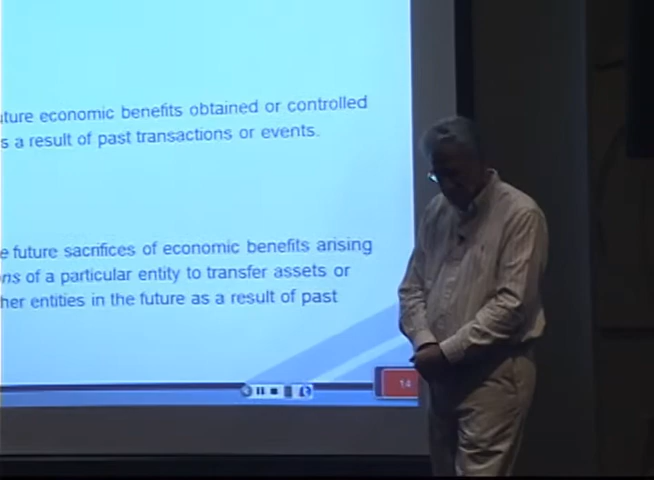 uture economic benefits obtained or controlled
s a result of past transactions or events.
e future sacrifices of economic benefits arising
ns of a particular entity to transfer assets or
her entities in the future as a result of past
14